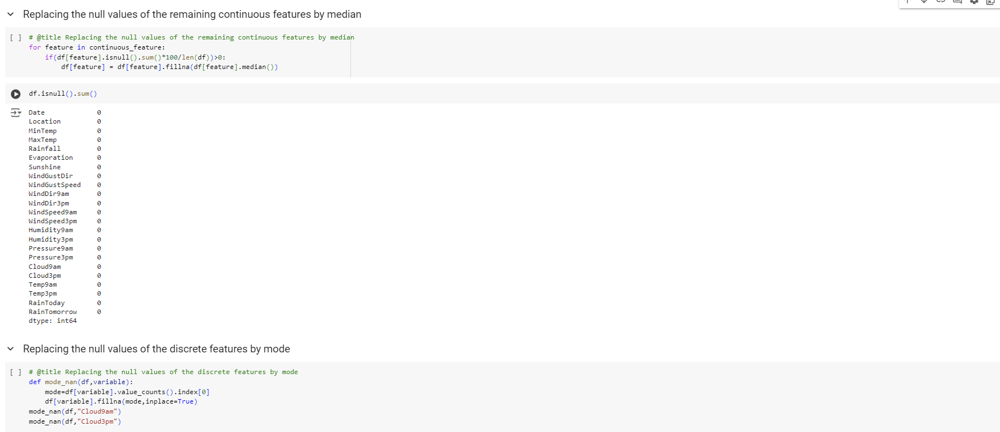 Replacing the null values of the remaining continuous features by median
[ ] # @title Replacing the null values of the remaining continuous features by median
for feature in continuous_feature:
    if(df[feature].isnull().sum()*100/len(df))>0:
        df[feature] = df[feature].fillna(df[feature].median())
df.isnull().sum()
Date 0
Location 0
MinTemp 0
MaxTemp 0
Rainfall 0
Evaporation 0
Sunshine 0
WindGustDir 0
WindGustSpeed 0
WindDir9am 0
WindDir3pm 0
WindSpeed9am 0
WindSpeed3pm 0
Humidity9am 0
Humidity3pm 0
Pressure9am 0
Pressure3pm 0
Cloud9am 0
Cloud3pm 0
Temp9am 0
Temp3pm 0
RainToday 0
RainTomorrow 0
dtype: int64
Replacing the null values of the discrete features by mode
[ ] # @title Replacing the null values of the discrete features by mode
def mode_nan(df,variable):
    mode=df[variable].value_counts().index[0]
    df[variable].fillna(mode,inplace=True)
mode_nan(df,"Cloud9am")
mode_nan(df,"Cloud3pm")